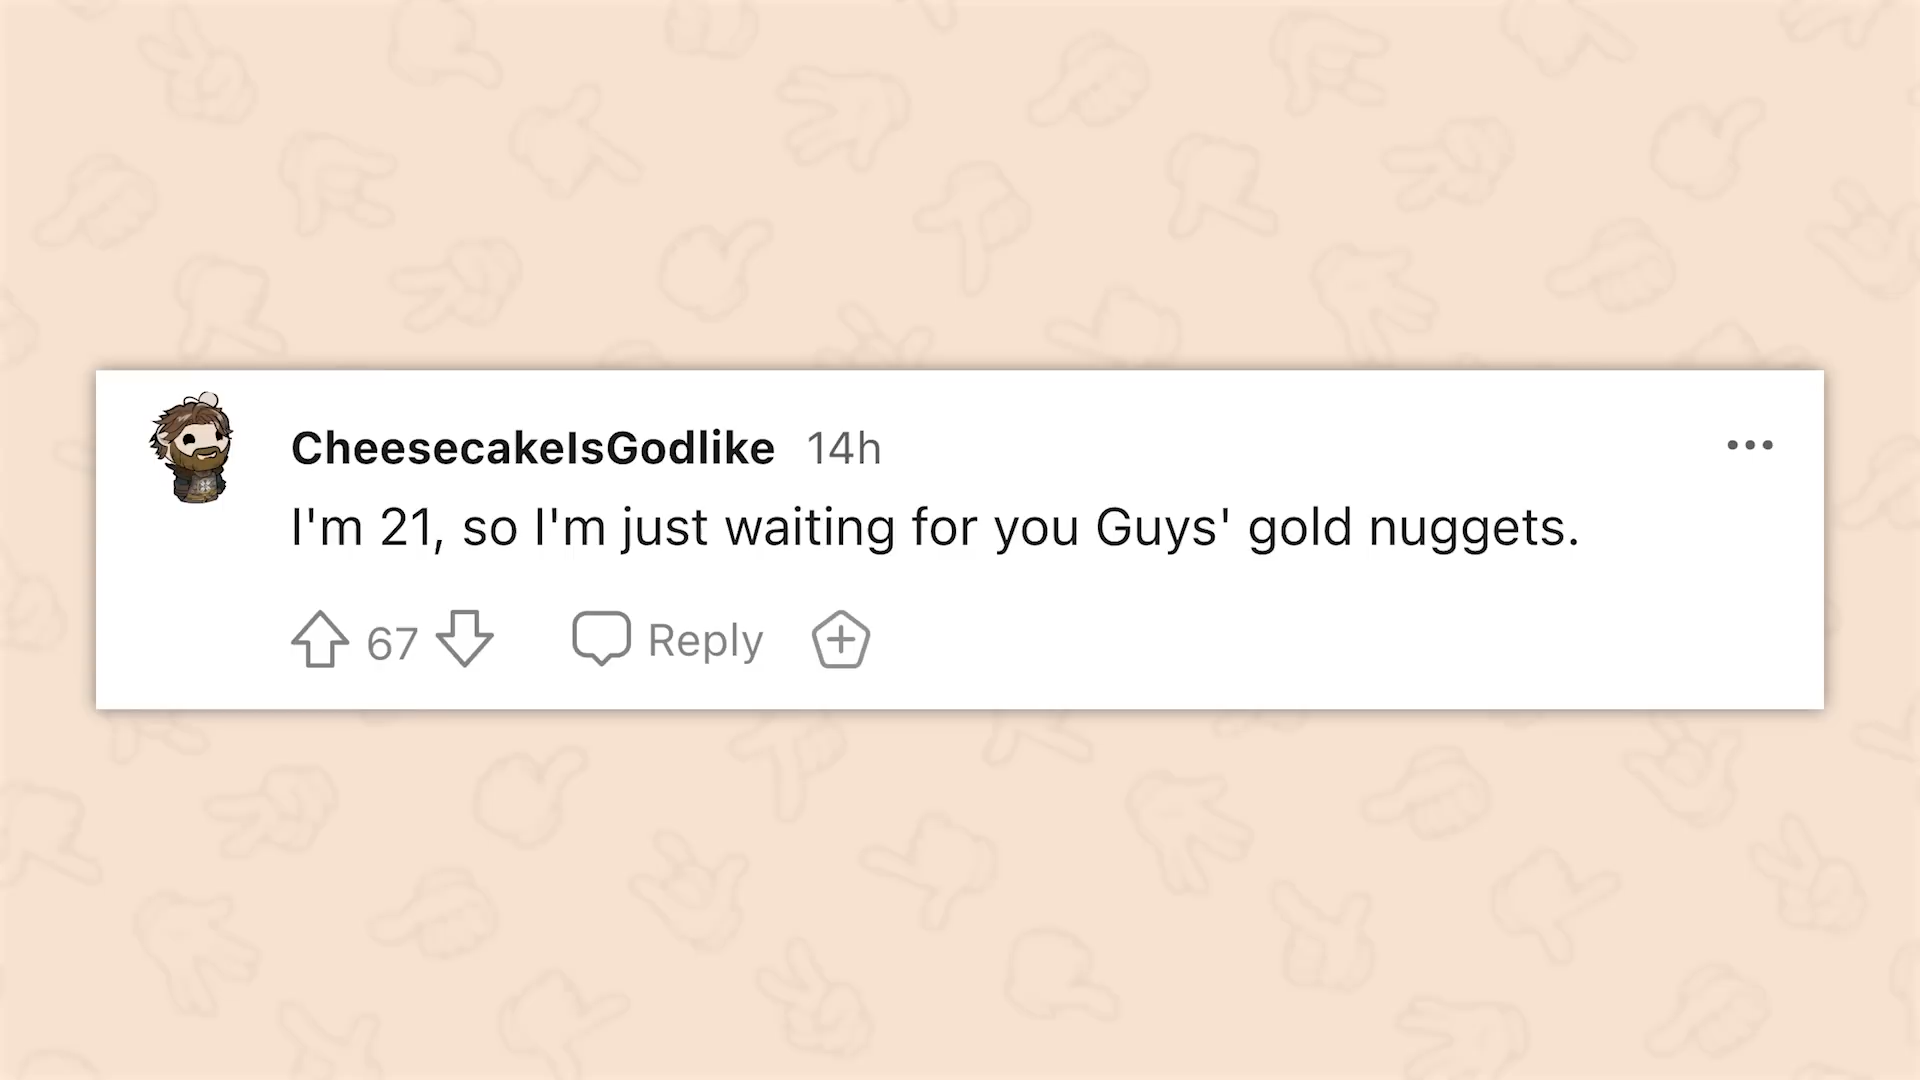 CheesecakeIsGodlike 14h
I'm 21, so I'm just waiting for you Guys' gold nuggets.
67 Reply